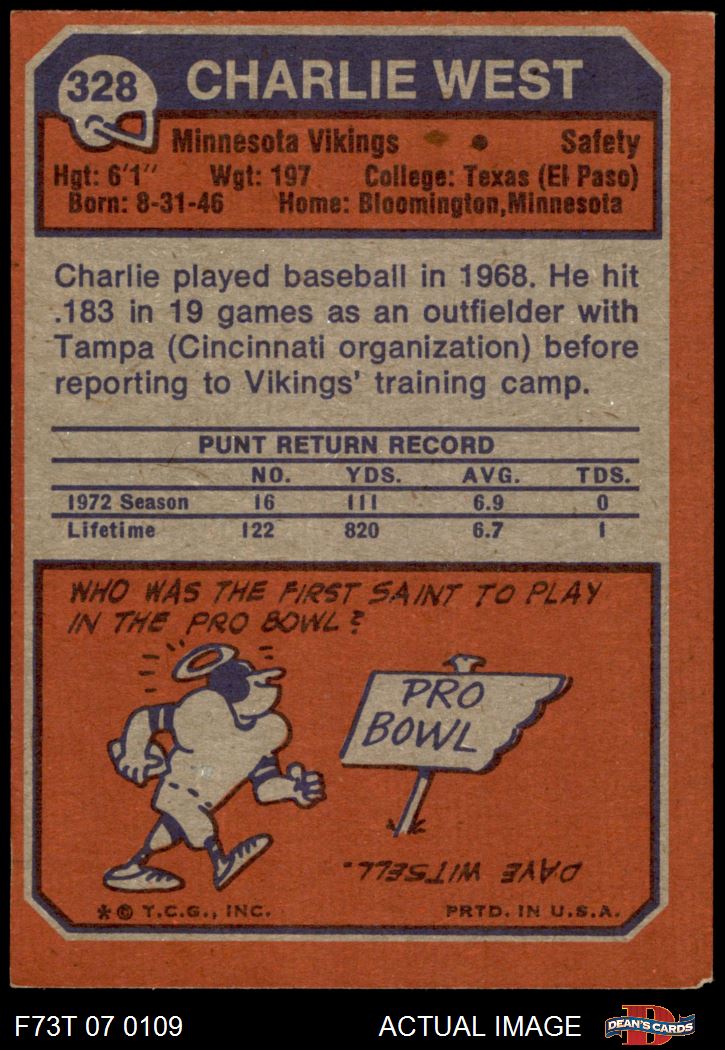 328
CHARLIE WEST
Minnesota Vikings • Safety
Hgt: 6'1" Wgt: 197 College: Texas (El Paso)
Born: 8-31-46 Home: Bloomington,Minnesota
Charlie played baseball in 1968. He hit
.183 in 19 games as an outfielder with
Tampa (Cincinnati organization) before
reporting to Vikings' training camp.
PUNT RETURN RECORD
NO. YDS. AVG. TDS.
1972 Season 16 111 6.9 0
Lifetime 122 820 6.7 1
WHO WAS THE FIRST SAINT TO PLAY
IN THE PRO BOWL?
PRO
BOWL
DAVE WITSELL.
* © T.C.G., INC. PRTD. IN U.S.A.
F73T 07 0109 ACTUAL IMAGE
D
DEAN'S CARDS